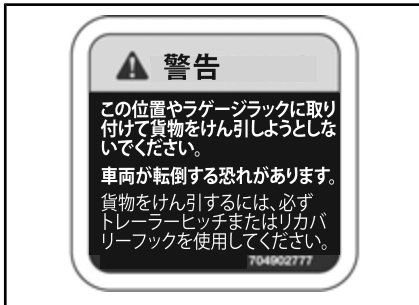 警告
この位置やラゲージラックに取り
付けて貨物をけん引しようとしな
いでください。
車両が転倒する恐れがあります。
貨物をけん引するには、必ず
トレーラーヒッチまたはリカバ
リーフックを使用してください。
704902777